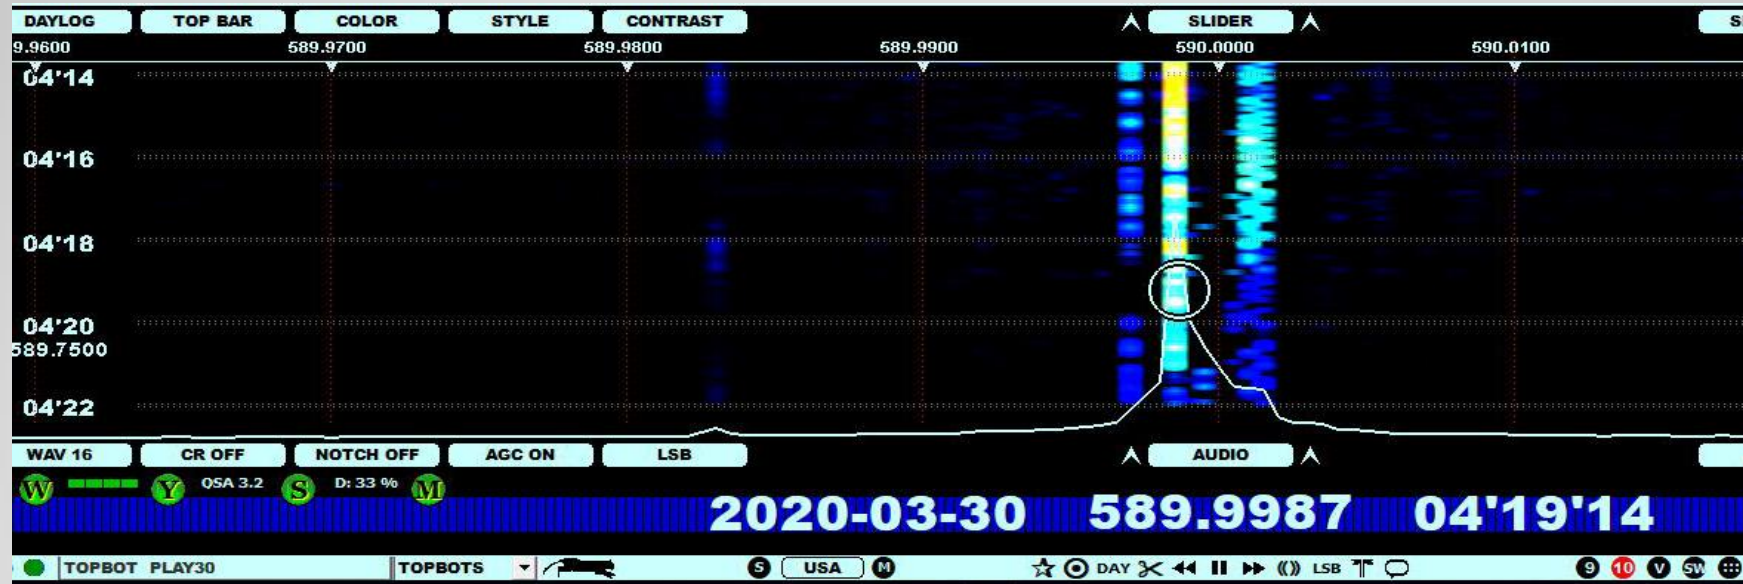 DAYLOG TOP BAR COLOR STYLE CONTRAST SLIDER
9.9600 589.9700 589.9800 589.9900 590.0000 590.0100
04'14
04'16
04'18
04'20
589.7500
04'22
WAV 16 CR OFF NOTCH OFF AGC ON LSB AUDIO
W Y QSA 3.2 S D: 33 % M
2020-03-30 589.9987 04'19'14
TOPBOT PLAY30 TOPBOTS S USA M DAY LSB 9 10 V SW